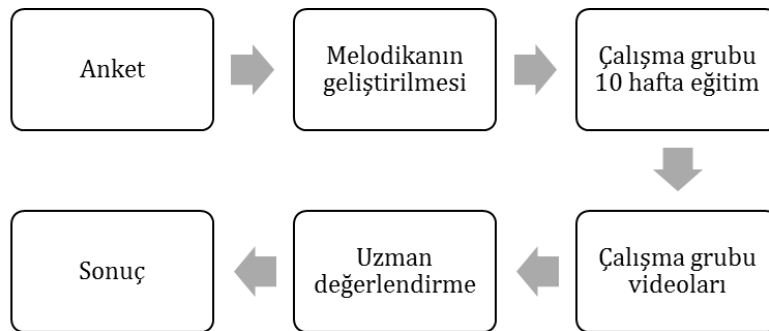 Anket
Melodikanın
geliştirilmesi
Çalışma grubu
10 hafta eğitim
Çalışma grubu
videoları
Uzman
değerlendirme
Sonuç